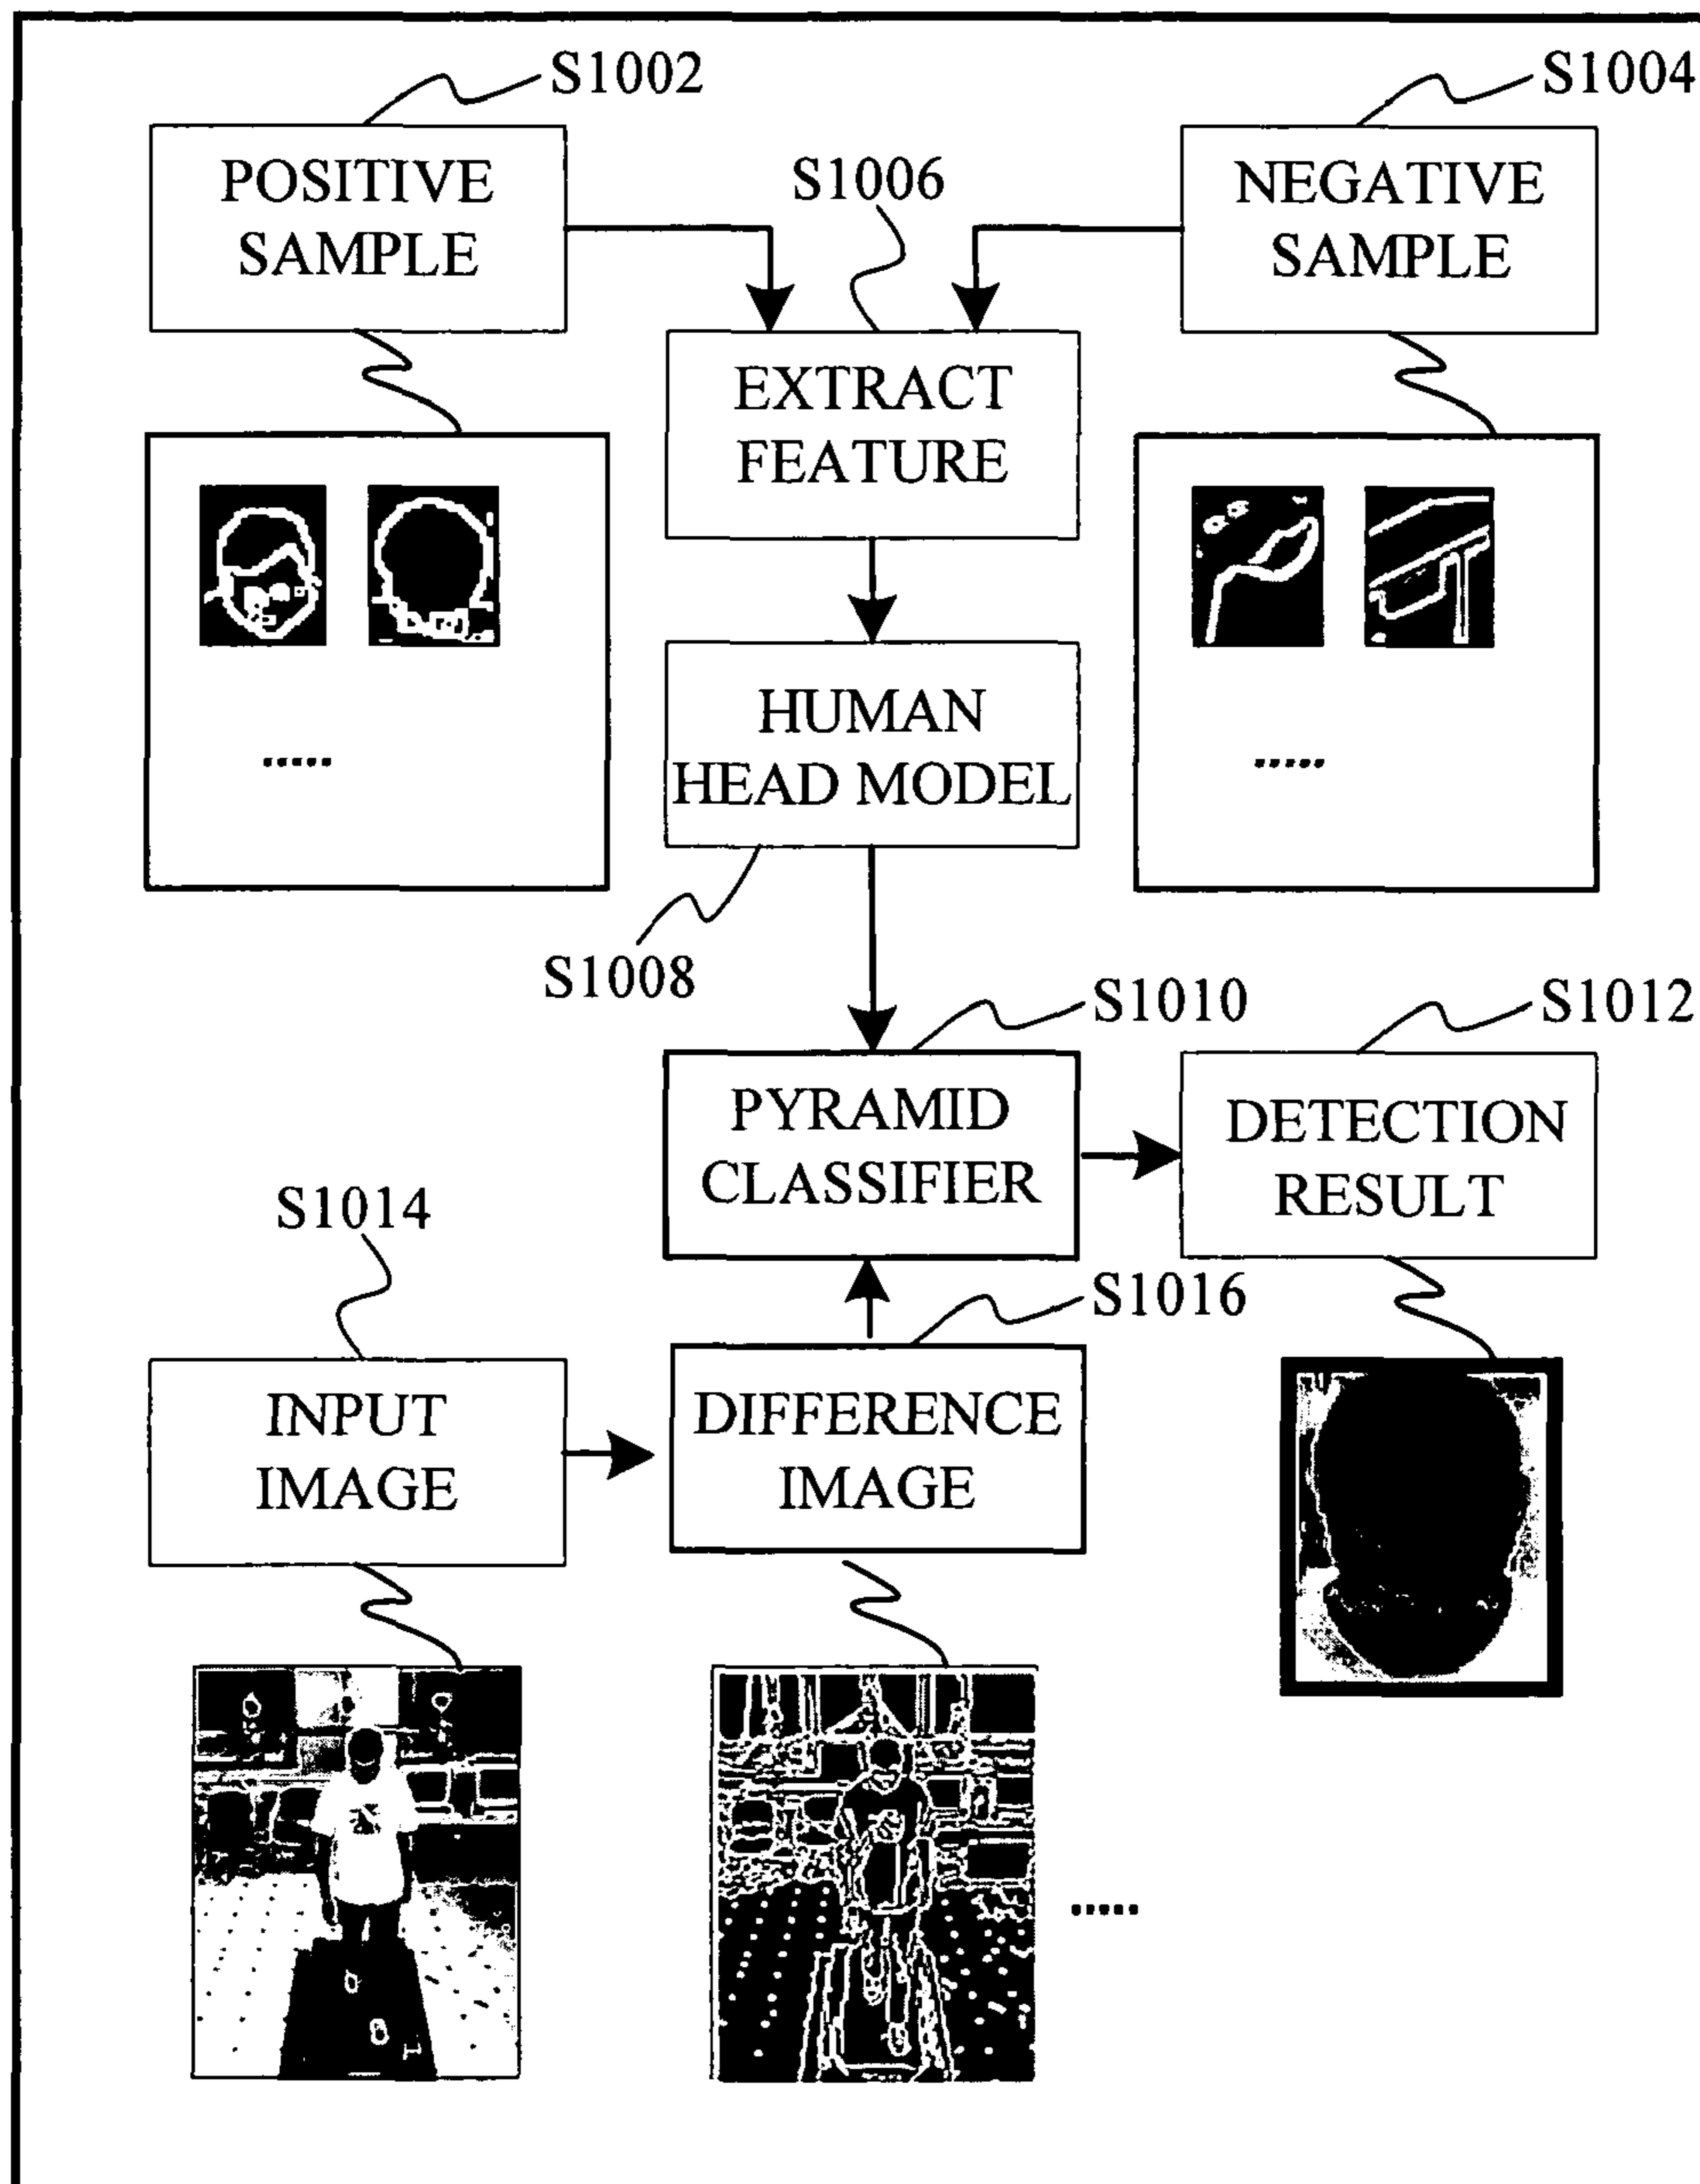 S1002
S1004
POSITIVE
SAMPLE
S1006
NEGATIVE
SAMPLE
EXTRACT
FEATURE
HUMAN
HEAD MODEL
S1008
S1010
S1012
PYRAMID
CLASSIFIER
DETECTION
RESULT
S1014
S1016
INPUT
IMAGE
DIFFERENCE
IMAGE